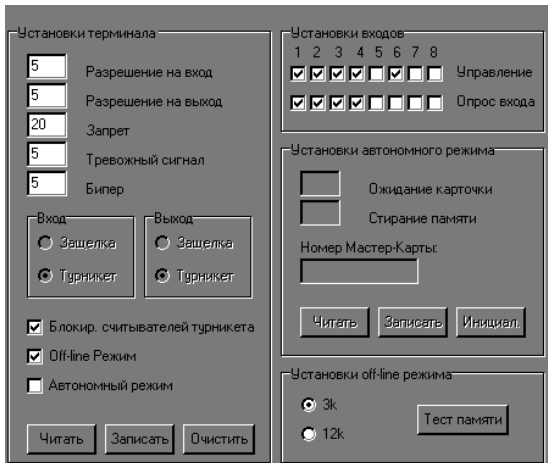 Установки терминала
5 Разрешение на вход
5 Разрешение на выход
20 Запрет
5 Тревожный сигнал
5 Бипер
Вход
Защелка
Турникет
Выход
Защелка
Турникет
Блокир. считывателей турникета
Off-line Режим
Автономный режим
Читать Записать Очистить
Установки входов
1 2 3 4 5 6 7 8
Управление
Опрос входа
Установки автономного режима
Ожидание карточки
Стирание памяти
Номер Мастер-Карты:
Читать Записать Инициал.
Установки off-line режима
3k
12k
Тест памяти